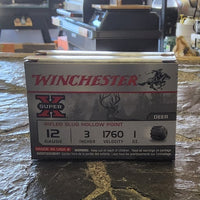 WINCHESTER
SUPER X
DEER
RIFLED SLUG HOLLOW POINT
12 3 1760 1
GAUGE INCHES VELOCITY OZ.